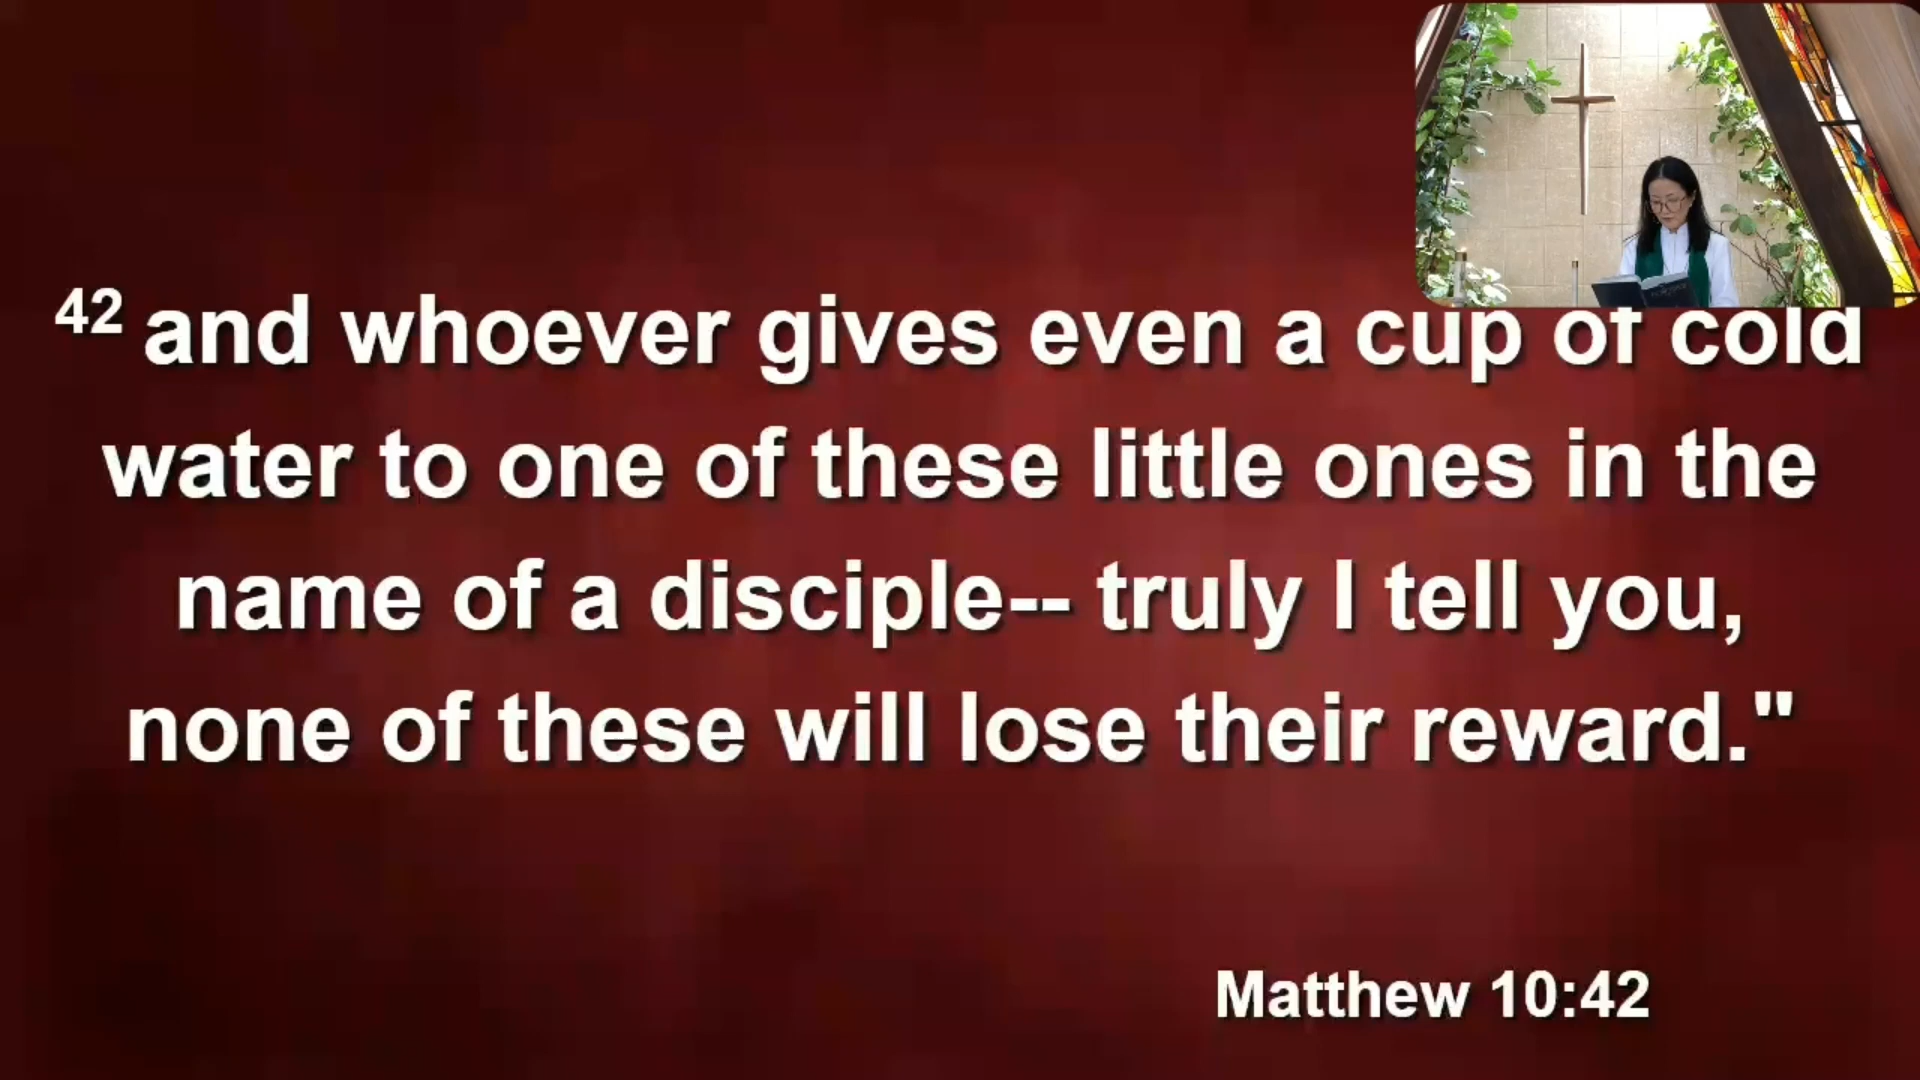 42 and whoever gives even a cup of cold
water to one of these little ones in the
name of a disciple-- truly I tell you,
none of these will lose their reward."
Matthew 10:42